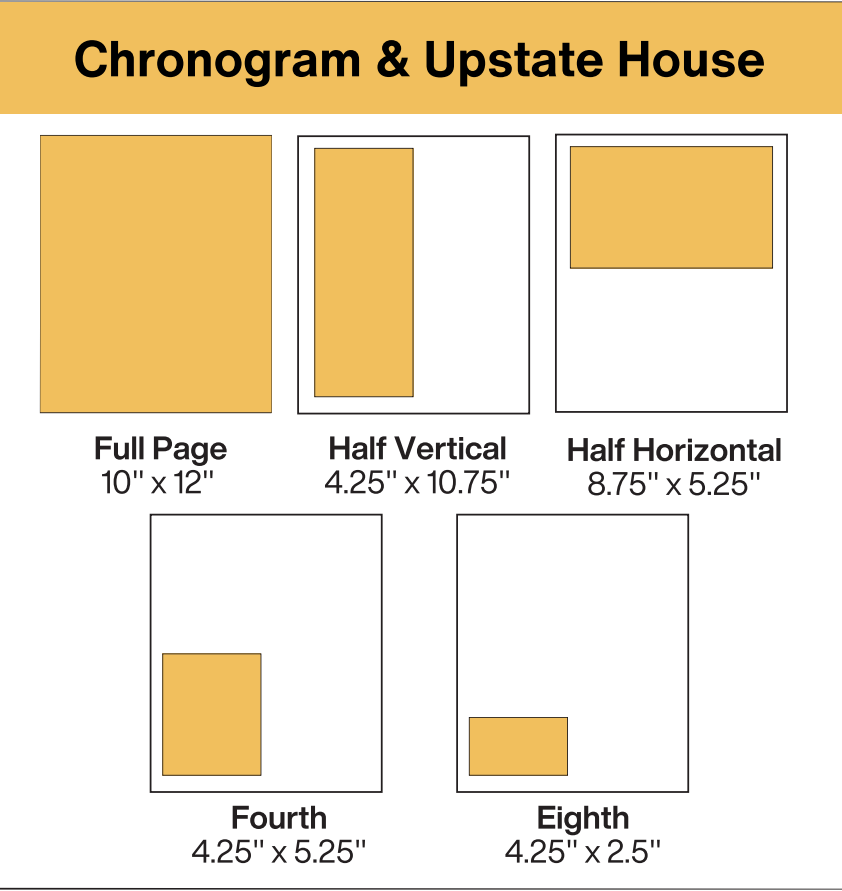 Chronogram & Upstate House
Full Page
10" x 12"
Half Vertical
4.25" x 10.75"
Half Horizontal
8.75" x 5.25"
Fourth
4.25" x 5.25"
Eighth
4.25" x 2.5"